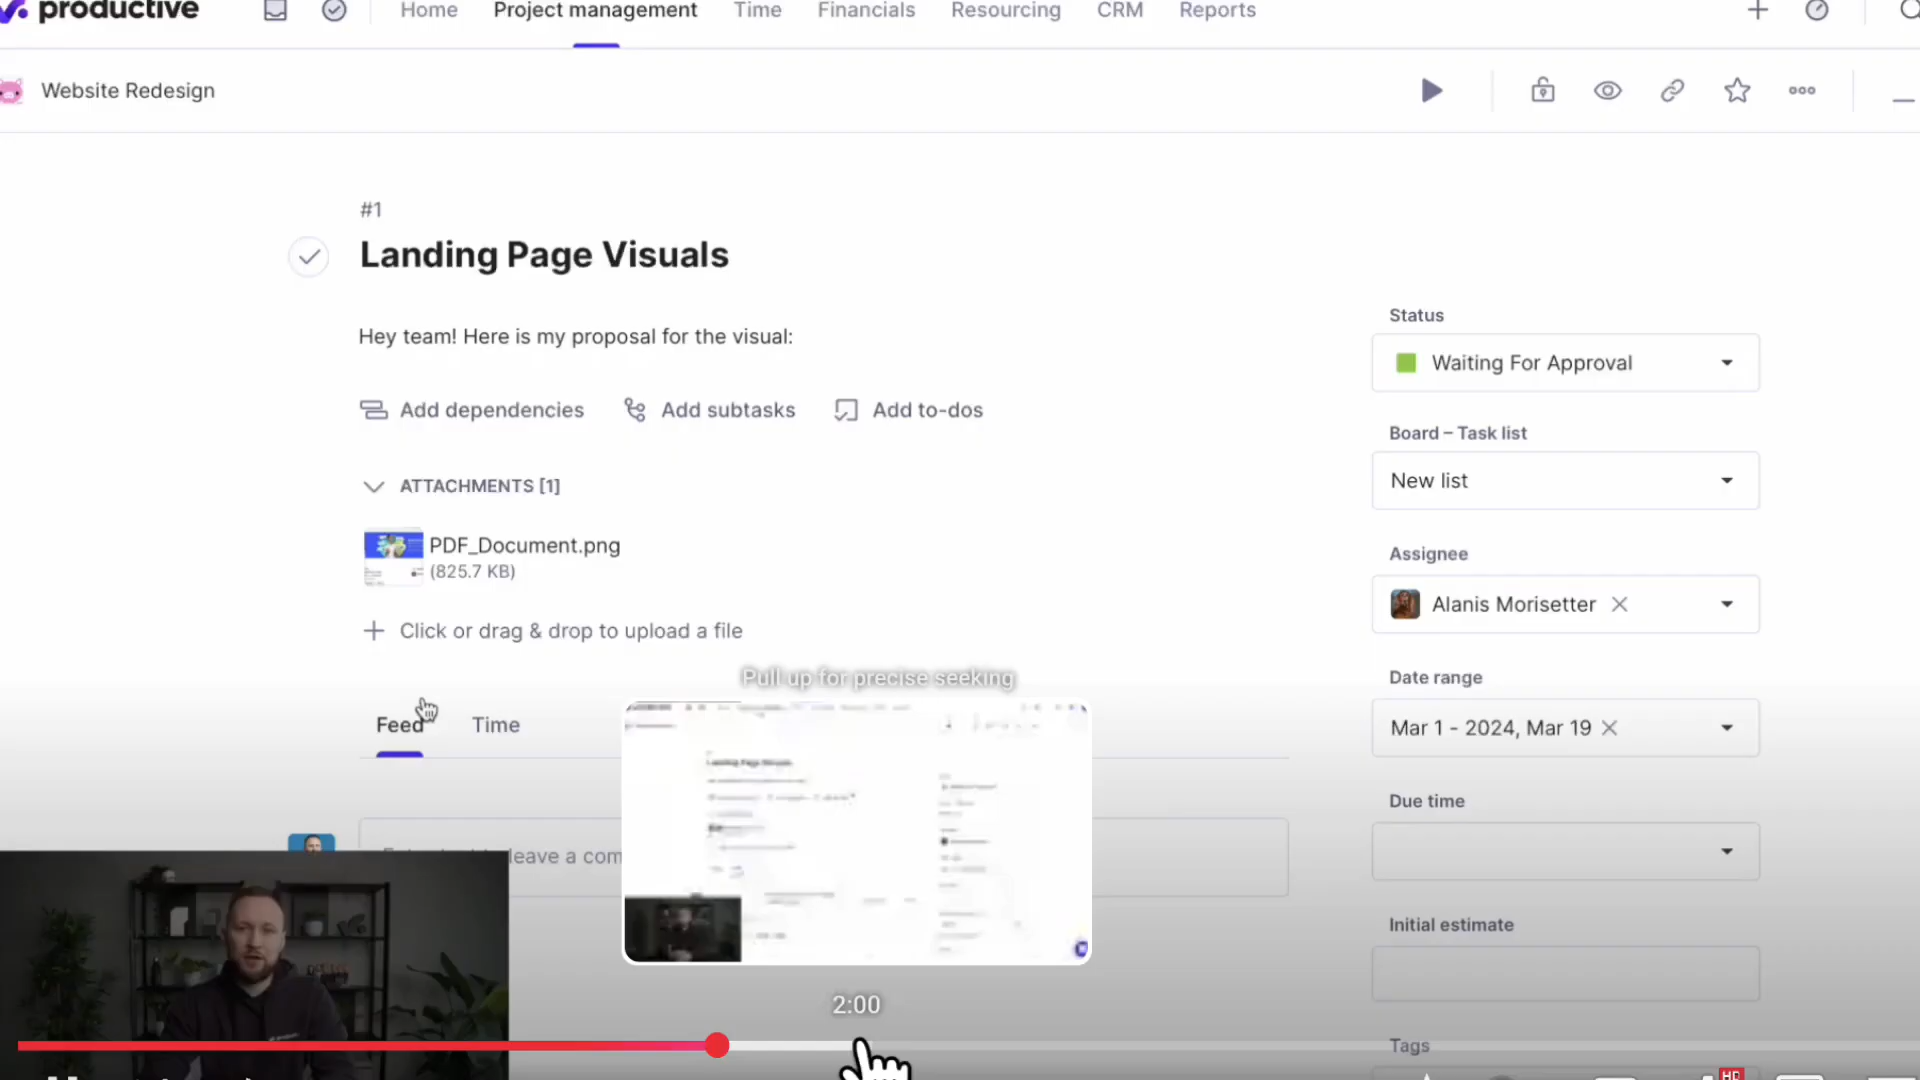 productive
Home Project management Time Financials Resourcing CRM Reports
Website Redesign
#1
Landing Page Visuals
Hey team! Here is my proposal for the visual:
Add dependencies Add subtasks Add to-dos
ATTACHMENTS [1]
PDF_Document.png
(825.7 KB)
Click or drag & drop to upload a file
Feed Time
leave a com
Status
Waiting For Approval
Board – Task list
New list
Assignee
Alanis Morisetter
Date range
Mar 1 - 2024, Mar 19
Due time
Initial estimate
Tags
Pull up for precise seeking
Landing Page Visuals
2:00
HD